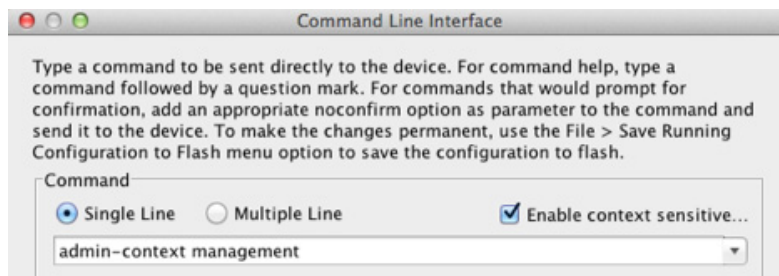 Command Line Interface
Type a command to be sent directly to the device. For command help, type a
command followed by a question mark. For commands that would prompt for
confirmation, add an appropriate noconfirm option as parameter to the command and
send it to the device. To make the changes permanent, use the File > Save Running
Configuration to Flash menu option to save the configuration to flash.
Command
Single Line Multiple Line Enable context sensitive...
admin-context management